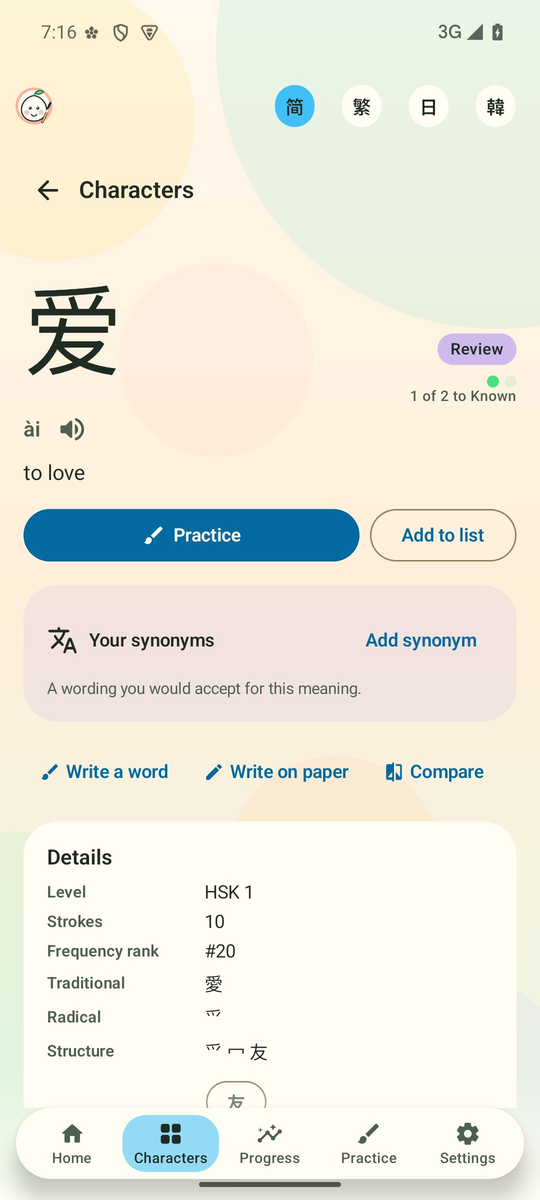 7:16
3G
简 繁 日 韓
Characters
爱
Review
1 of 2 to Known
ài
to love
Practice
Add to list
Your synonyms
Add synonym
A wording you would accept for this meaning.
Write a word
Write on paper
Compare
Details
Level HSK 1
Strokes 10
Frequency rank #20
Traditional 愛
Radical 爫
Structure 爫 冖 友
友
Home
Characters
Progress
Practice
Settings